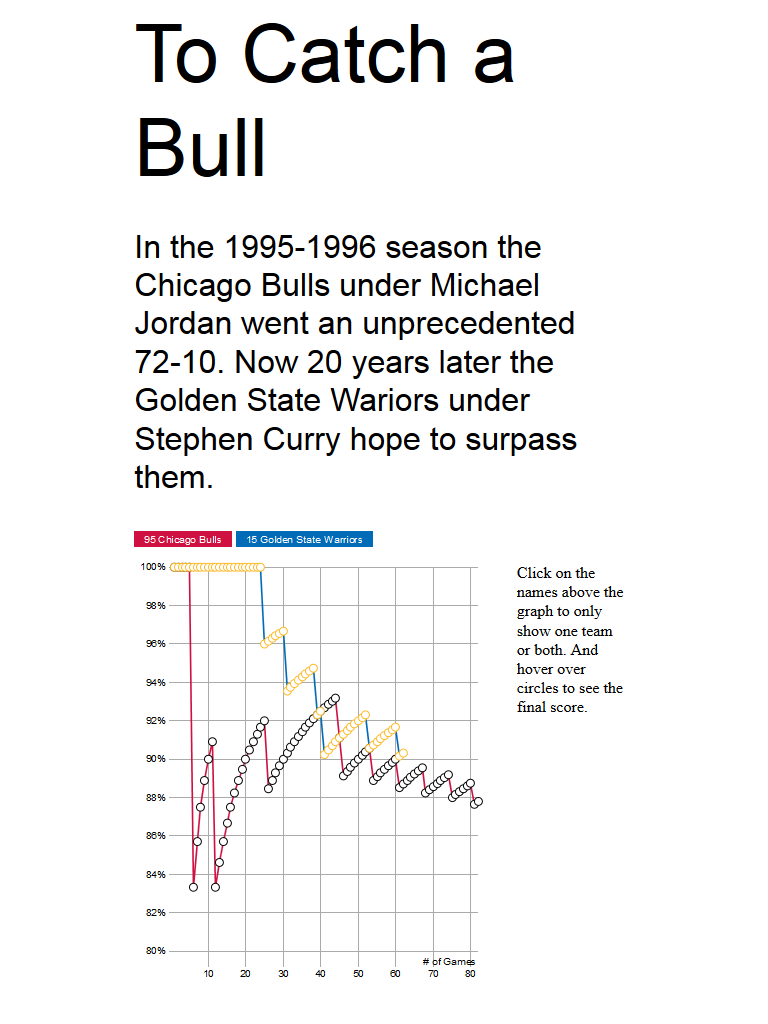 To Catch a
Bull
In the 1995-1996 season the
Chicago Bulls under Michael
Jordan went an unprecedented
72-10. Now 20 years later the
Golden State Wariors under
Stephen Curry hope to surpass
them.
95 Chicago Bulls
15 Golden State Warriors
100%
98%
96%
94%
92%
90%
88%
86%
84%
82%
80%
# of Games
10 20 30 40 50 60 70 80
Click on the
names above the
graph to only
show one team
or both. And
hover over
circles to see the
final score.